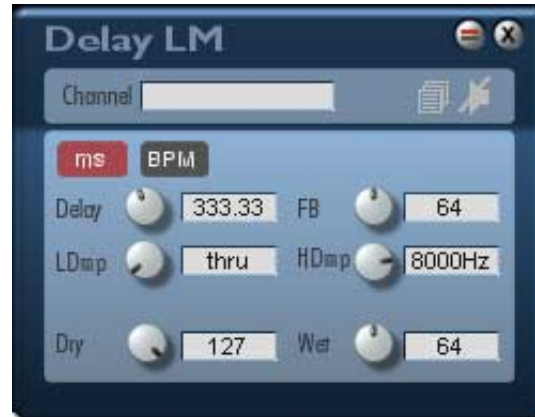 Delay LM
Channel
ms BPM
Delay 333.33 FB 64
LDmp thru HDmp 8000Hz
Dry 127 Wet 64